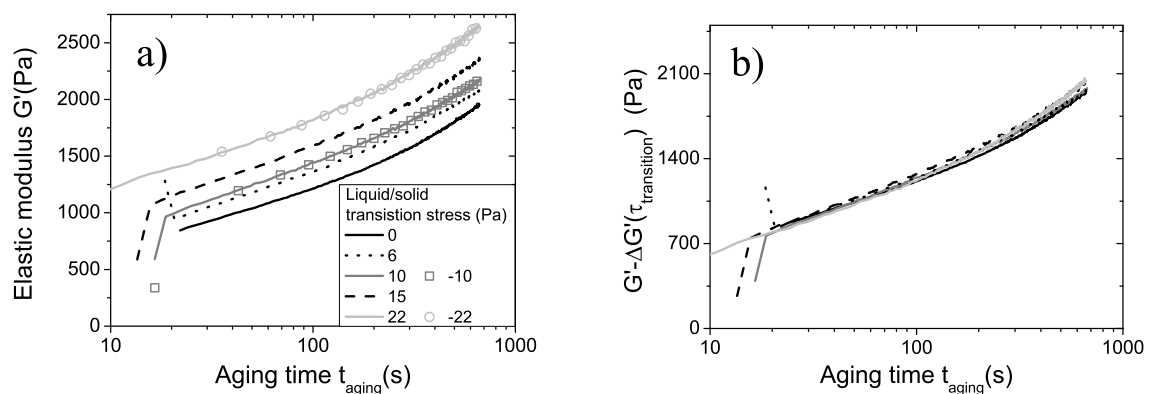 a)
Elastic modulus G'(Pa)
2500
2000
1500
1000
500
0
10
100
1000
Aging time t_aging(s)
Liquid/solid
transistion stress (Pa)
0
6
10 -10
15
22 -22
b)
G'-ΔG'(τ_transition) (Pa)
2100
1400
700
0
10
100
1000
Aging time t_aging(s)